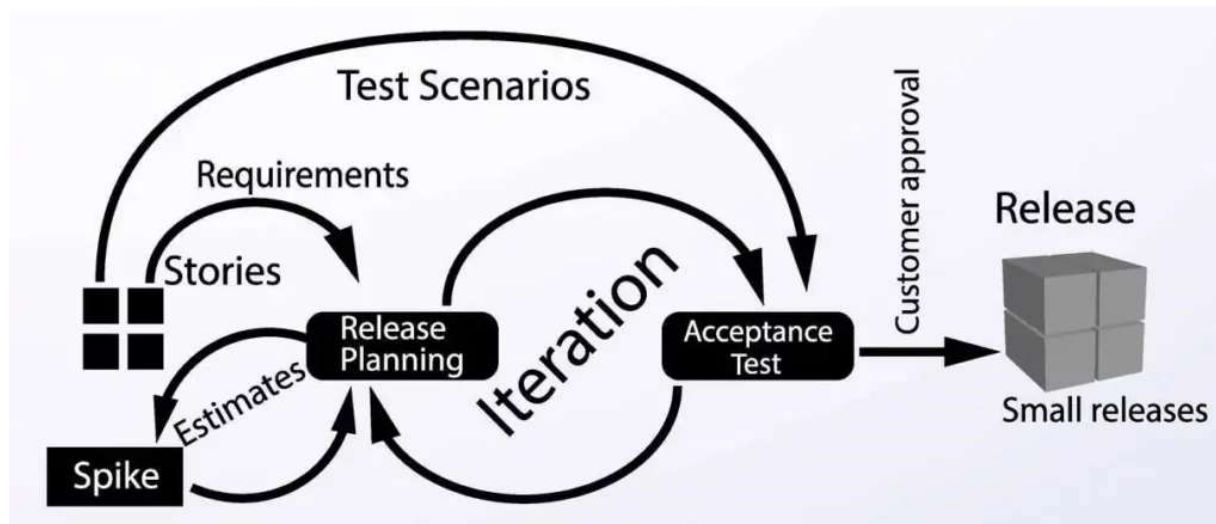 Test Scenarios
Requirements
Stories
Release
Planning
Estimates
Spike
Iteration
Acceptance
Test
Customer approval
Release
Small releases